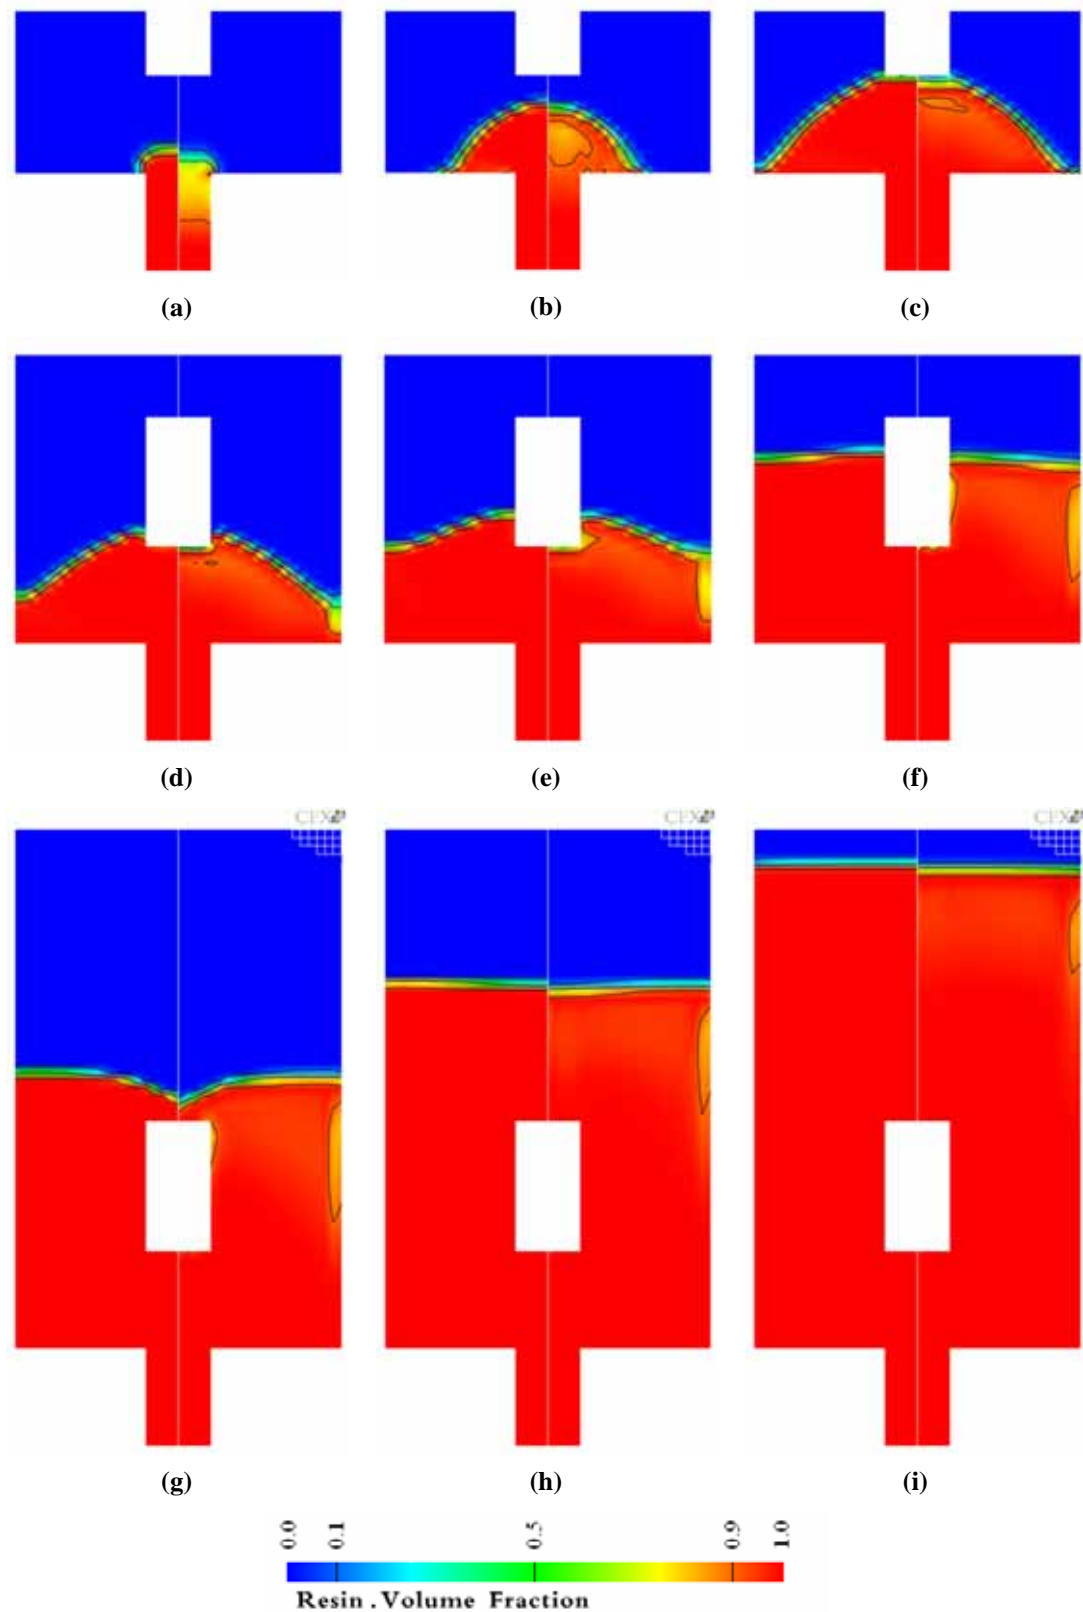 (a) (b) (c)
(d) (e) (f)
(g) (h) (i)
0.0 0.1 0.5 0.9 1.0
Resin . Volume Fraction